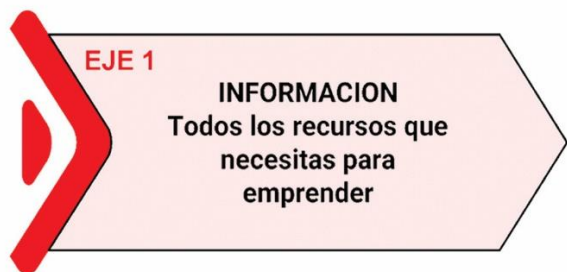 EJE 1
INFORMACION
Todos los recursos que
necesitas para
emprender